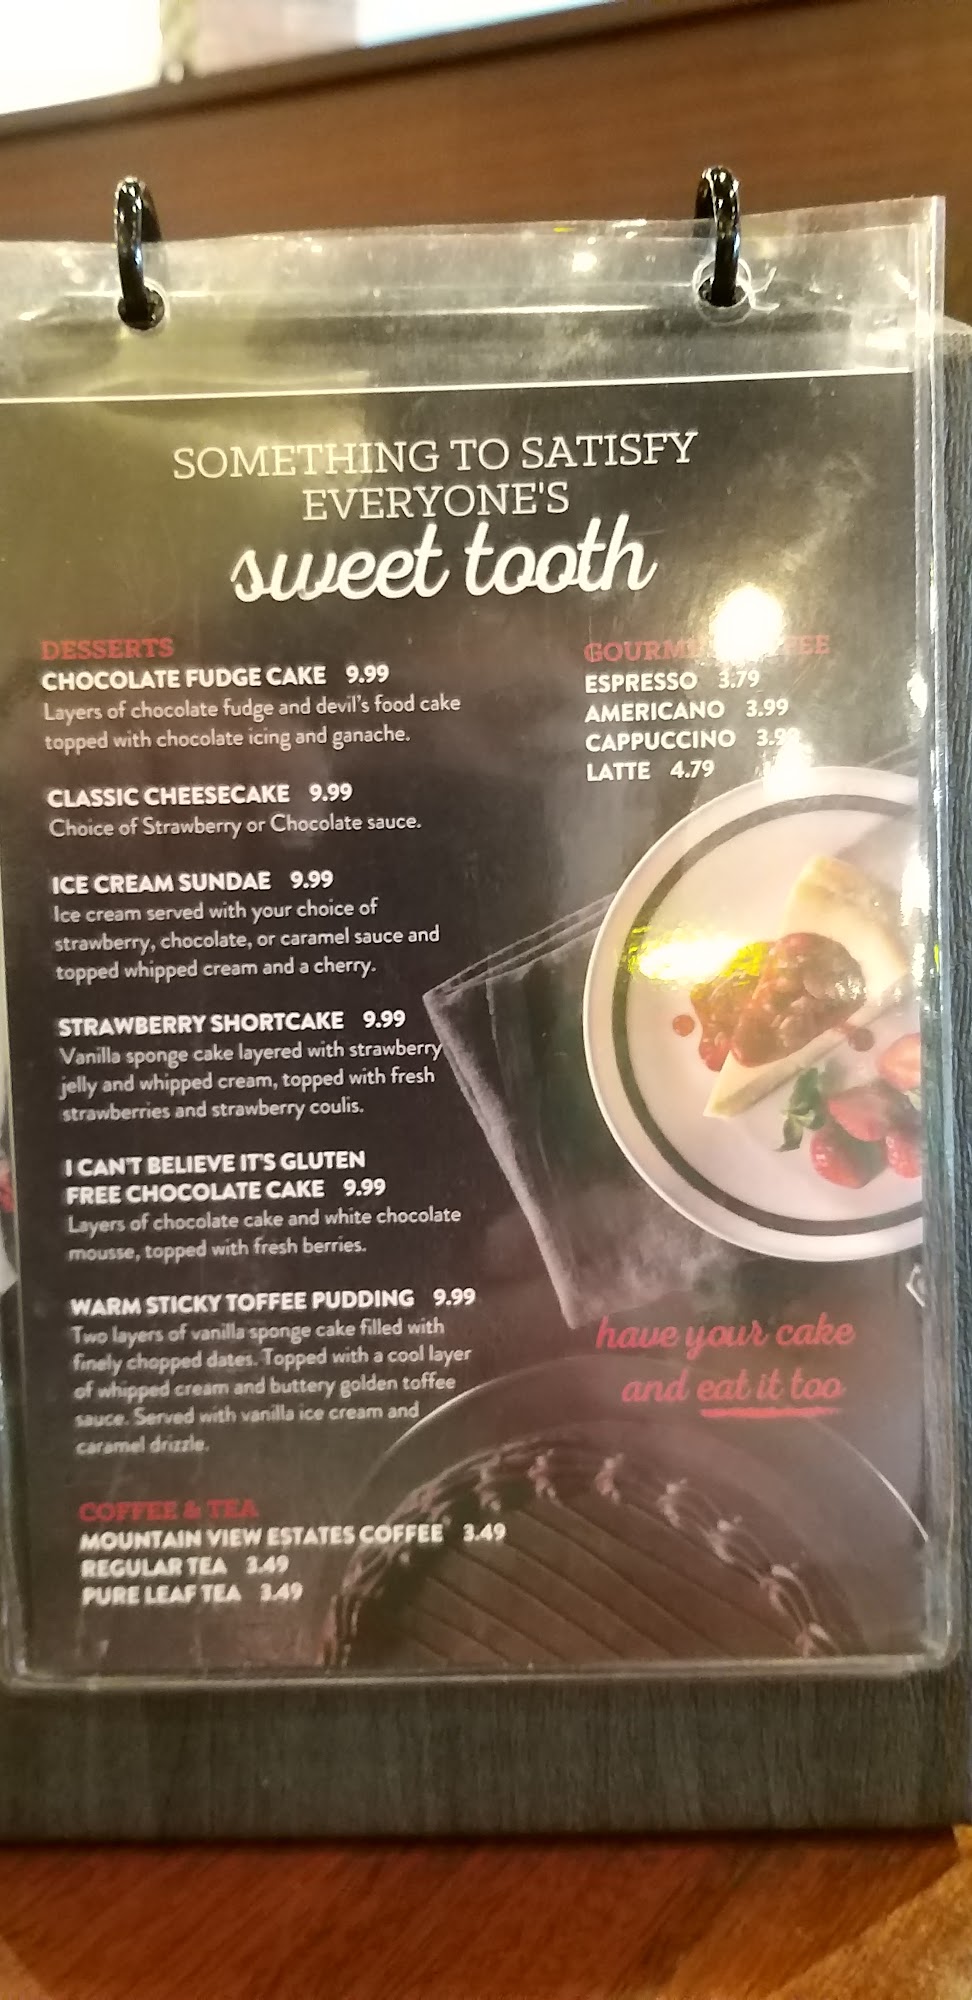 SOMETHING TO SATISFY
EVERYONE'S
sweet tooth
DESSERTS
CHOCOLATE FUDGE CAKE 9.99
Layers of chocolate fudge and devil's food cake
topped with chocolate icing and ganache.
CLASSIC CHEESECAKE 9.99
Choice of Strawberry or Chocolate sauce.
ICE CREAM SUNDAE 9.99
Ice cream served with your choice of
strawberry, chocolate, or caramel sauce and
topped whipped cream and a cherry.
STRAWBERRY SHORTCAKE 9.99
Vanilla sponge cake layered with strawberry
jelly and whipped cream, topped with fresh
strawberries and strawberry coulis.
I CAN'T BELIEVE IT'S GLUTEN
FREE CHOCOLATE CAKE 9.99
Layers of chocolate cake and white chocolate
mousse, topped with fresh berries.
WARM STICKY TOFFEE PUDDING 9.99
Two layers of vanilla sponge cake filled with
finely chopped dates. Topped with a cool layer
of whipped cream and buttery golden toffee
sauce. Served with vanilla ice cream and
caramel drizzle.
COFFEE & TEA
MOUNTAIN VIEW ESTATES COFFEE 3.49
REGULAR TEA 3.49
PURE LEAF TEA 3.49
ESPRESSO 3.79
AMERICANO 3.99
CAPPUCCINO
LATTE 4.79
have your cake
and eat it too